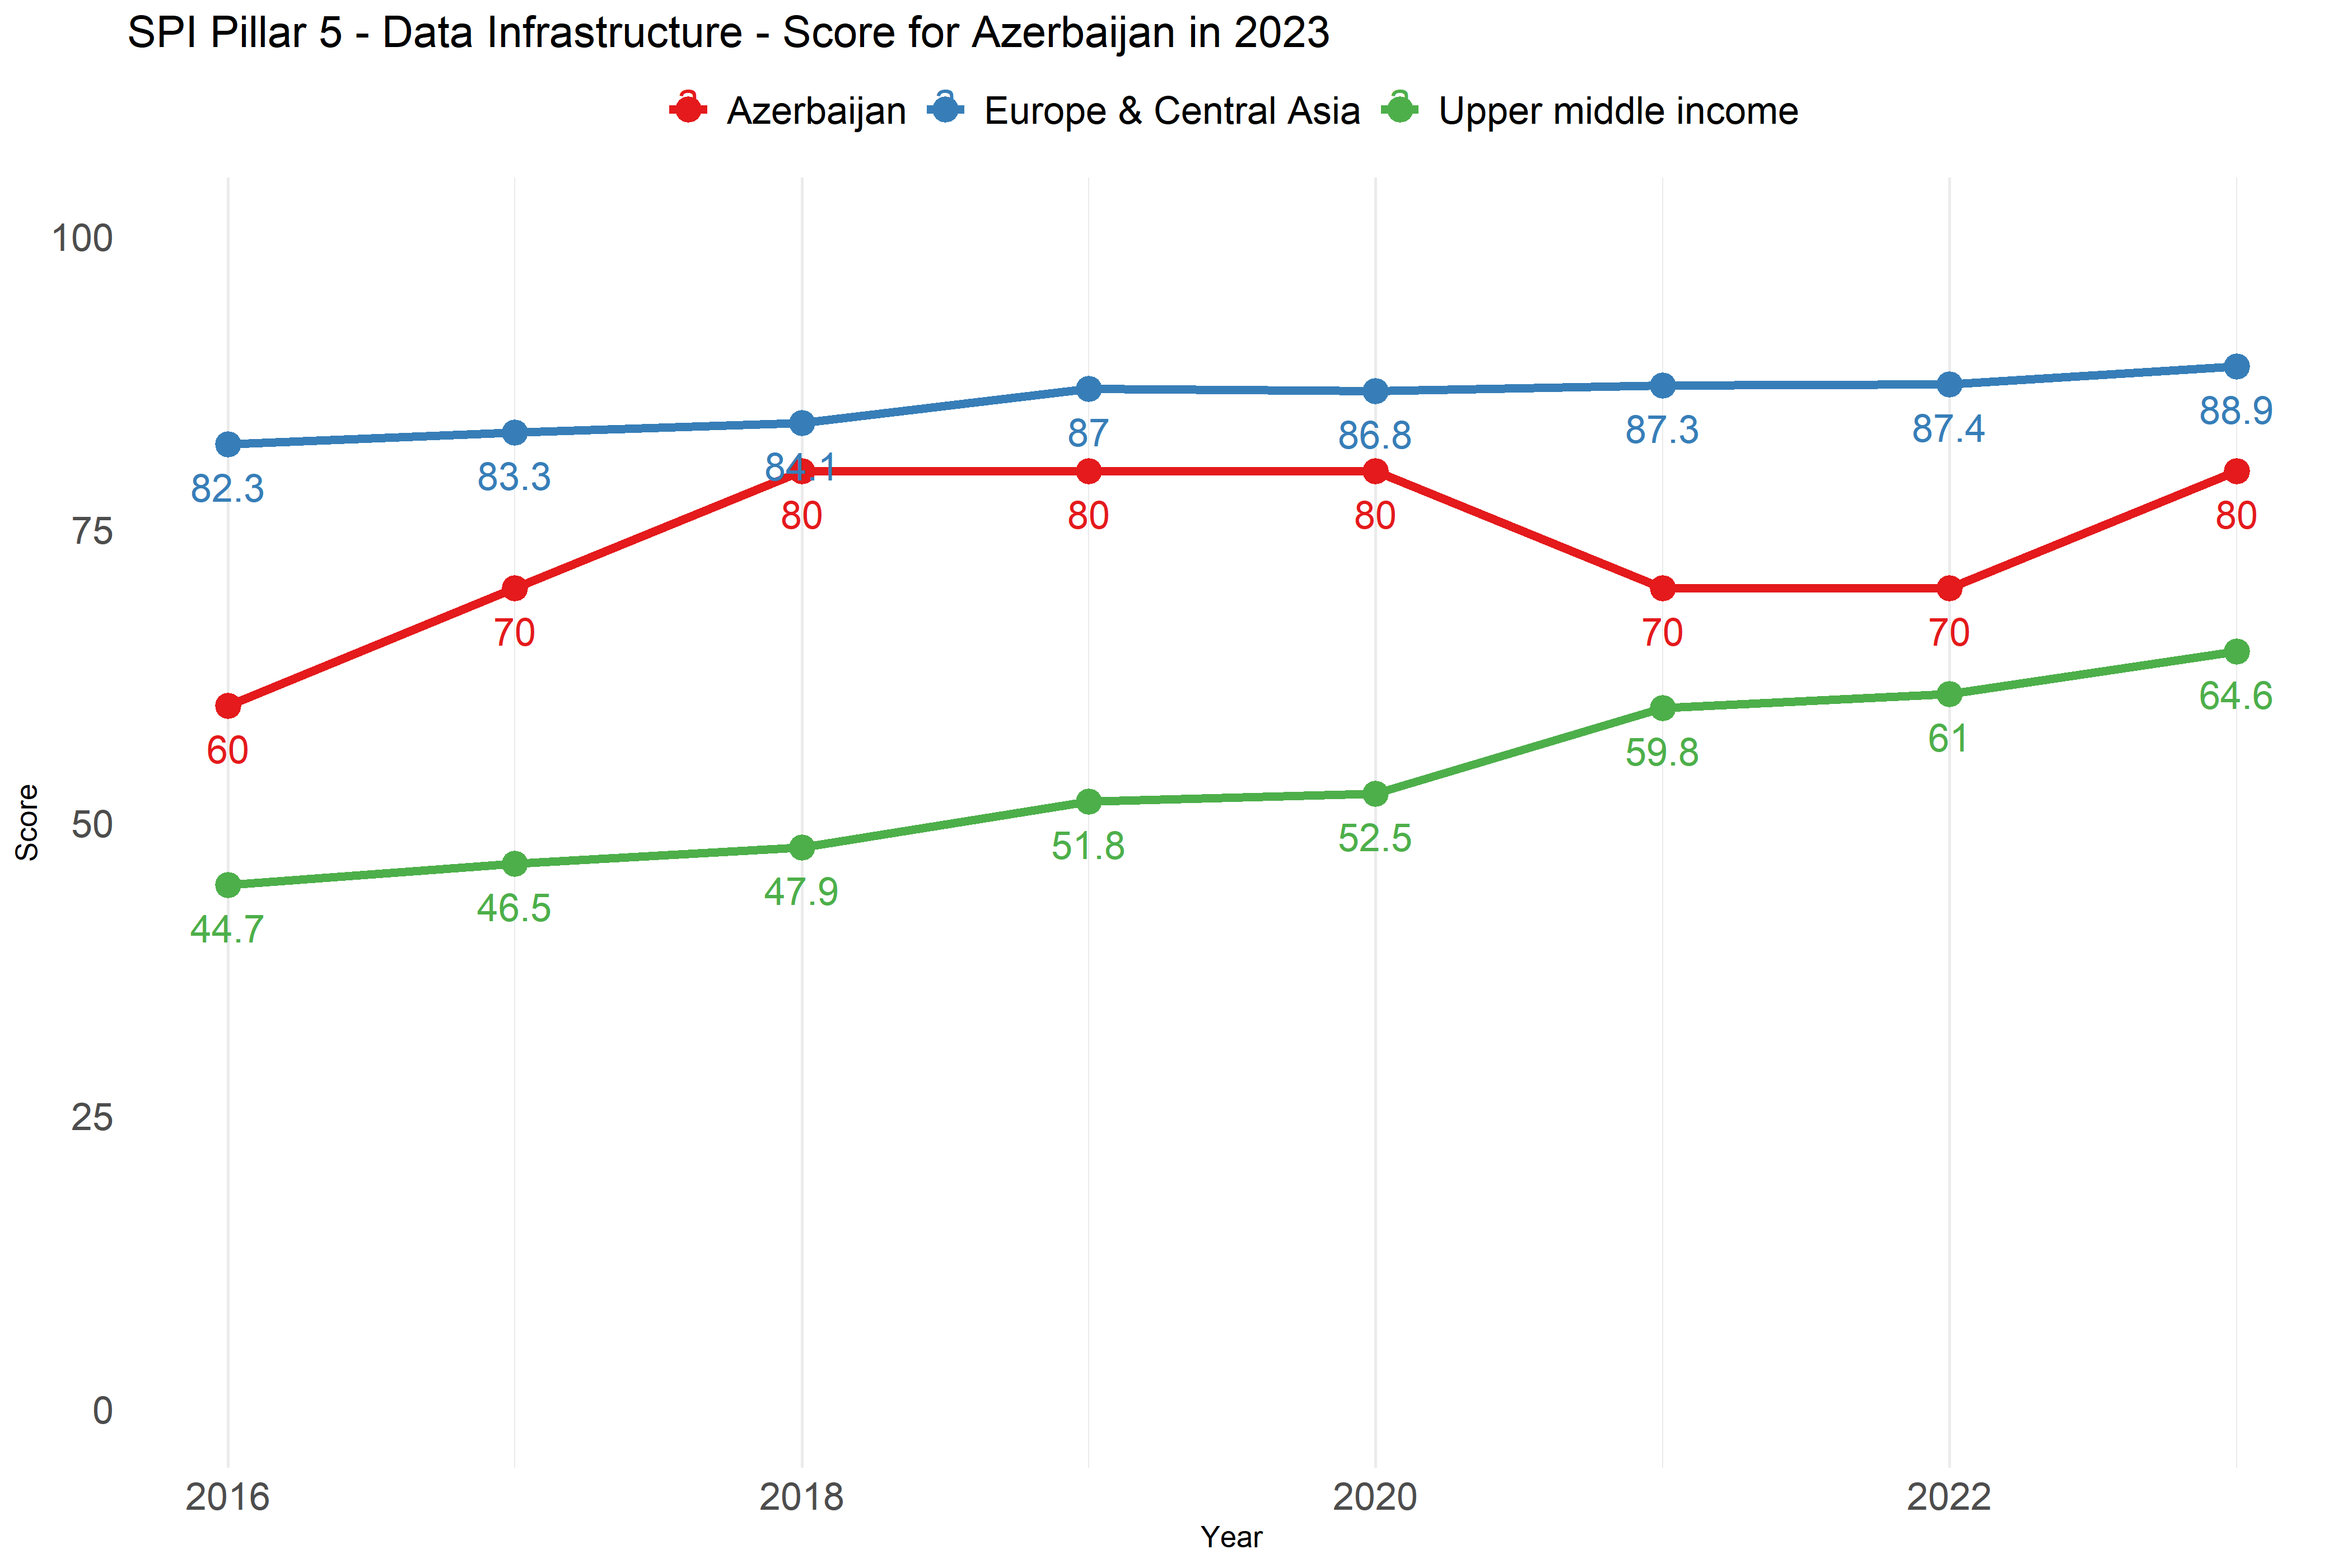 SPI Pillar 5 - Data Infrastructure - Score for Azerbaijan in 2023
Azerbaijan Europe & Central Asia Upper middle income
100
75
50
25
0
Score
82.3 83.3 84.1 87 86.8 87.3 87.4 88.9
60 70 80 80 80 70 70 80
44.7 46.5 47.9 51.8 52.5 59.8 61 64.6
2016 2018 2020 2022
Year